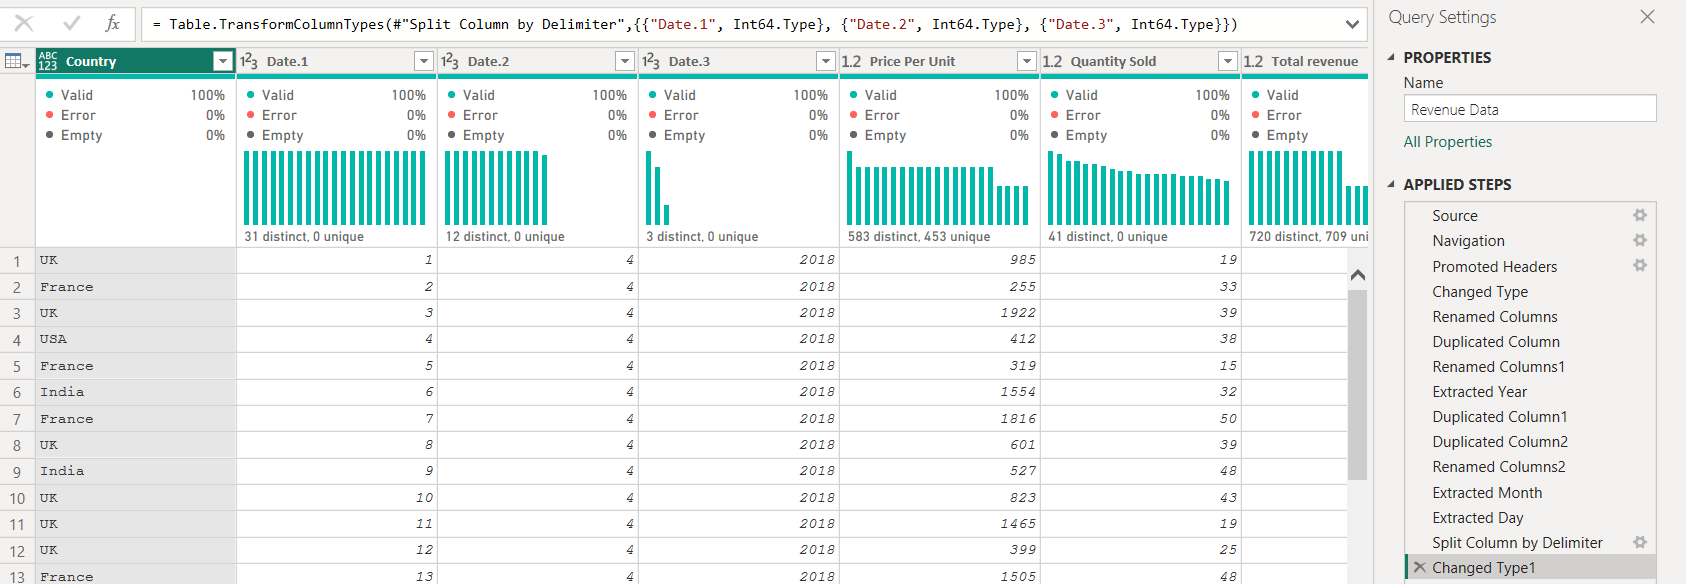 fx = Table.TransformColumnTypes(#"Split Column by Delimiter",{{"Date.1", Int64.Type}, {"Date.2", Int64.Type}, {"Date.3", Int64.Type}})
ABC 123 Country 1 2 3 Date.1 1 2 3 Date.2 1 2 3 Date.3 1.2 Price Per Unit 1.2 Quantity Sold 1.2 Total revenue
Valid 100% Valid 100% Valid 100% Valid 100% Valid 100% Valid 100% Valid
Error 0% Error 0% Error 0% Error 0% Error 0% Error 0% Error
Empty 0% Empty 0% Empty 0% Empty 0% Empty 0% Empty 0% Empty
31 distinct, 0 unique 12 distinct, 0 unique 3 distinct, 0 unique 583 distinct, 453 unique 41 distinct, 0 unique 720 distinct, 709 uni
1 UK 1 4 2018 985 19
2 France 2 4 2018 255 33
3 UK 3 4 2018 1922 39
4 USA 4 4 2018 412 38
5 France 5 4 2018 319 15
6 India 6 4 2018 1554 32
7 France 7 4 2018 1816 50
8 UK 8 4 2018 601 39
9 India 9 4 2018 527 48
10 UK 10 4 2018 823 43
11 UK 11 4 2018 1465 19
12 UK 12 4 2018 399 25
13 France 13 4 2018 1505 48
Query Settings
PROPERTIES
Name
Revenue Data
All Properties
APPLIED STEPS
Source
Navigation
Promoted Headers
Changed Type
Renamed Columns
Duplicated Column
Renamed Columns1
Extracted Year
Duplicated Column1
Duplicated Column2
Renamed Columns2
Extracted Month
Extracted Day
Split Column by Delimiter
Changed Type1